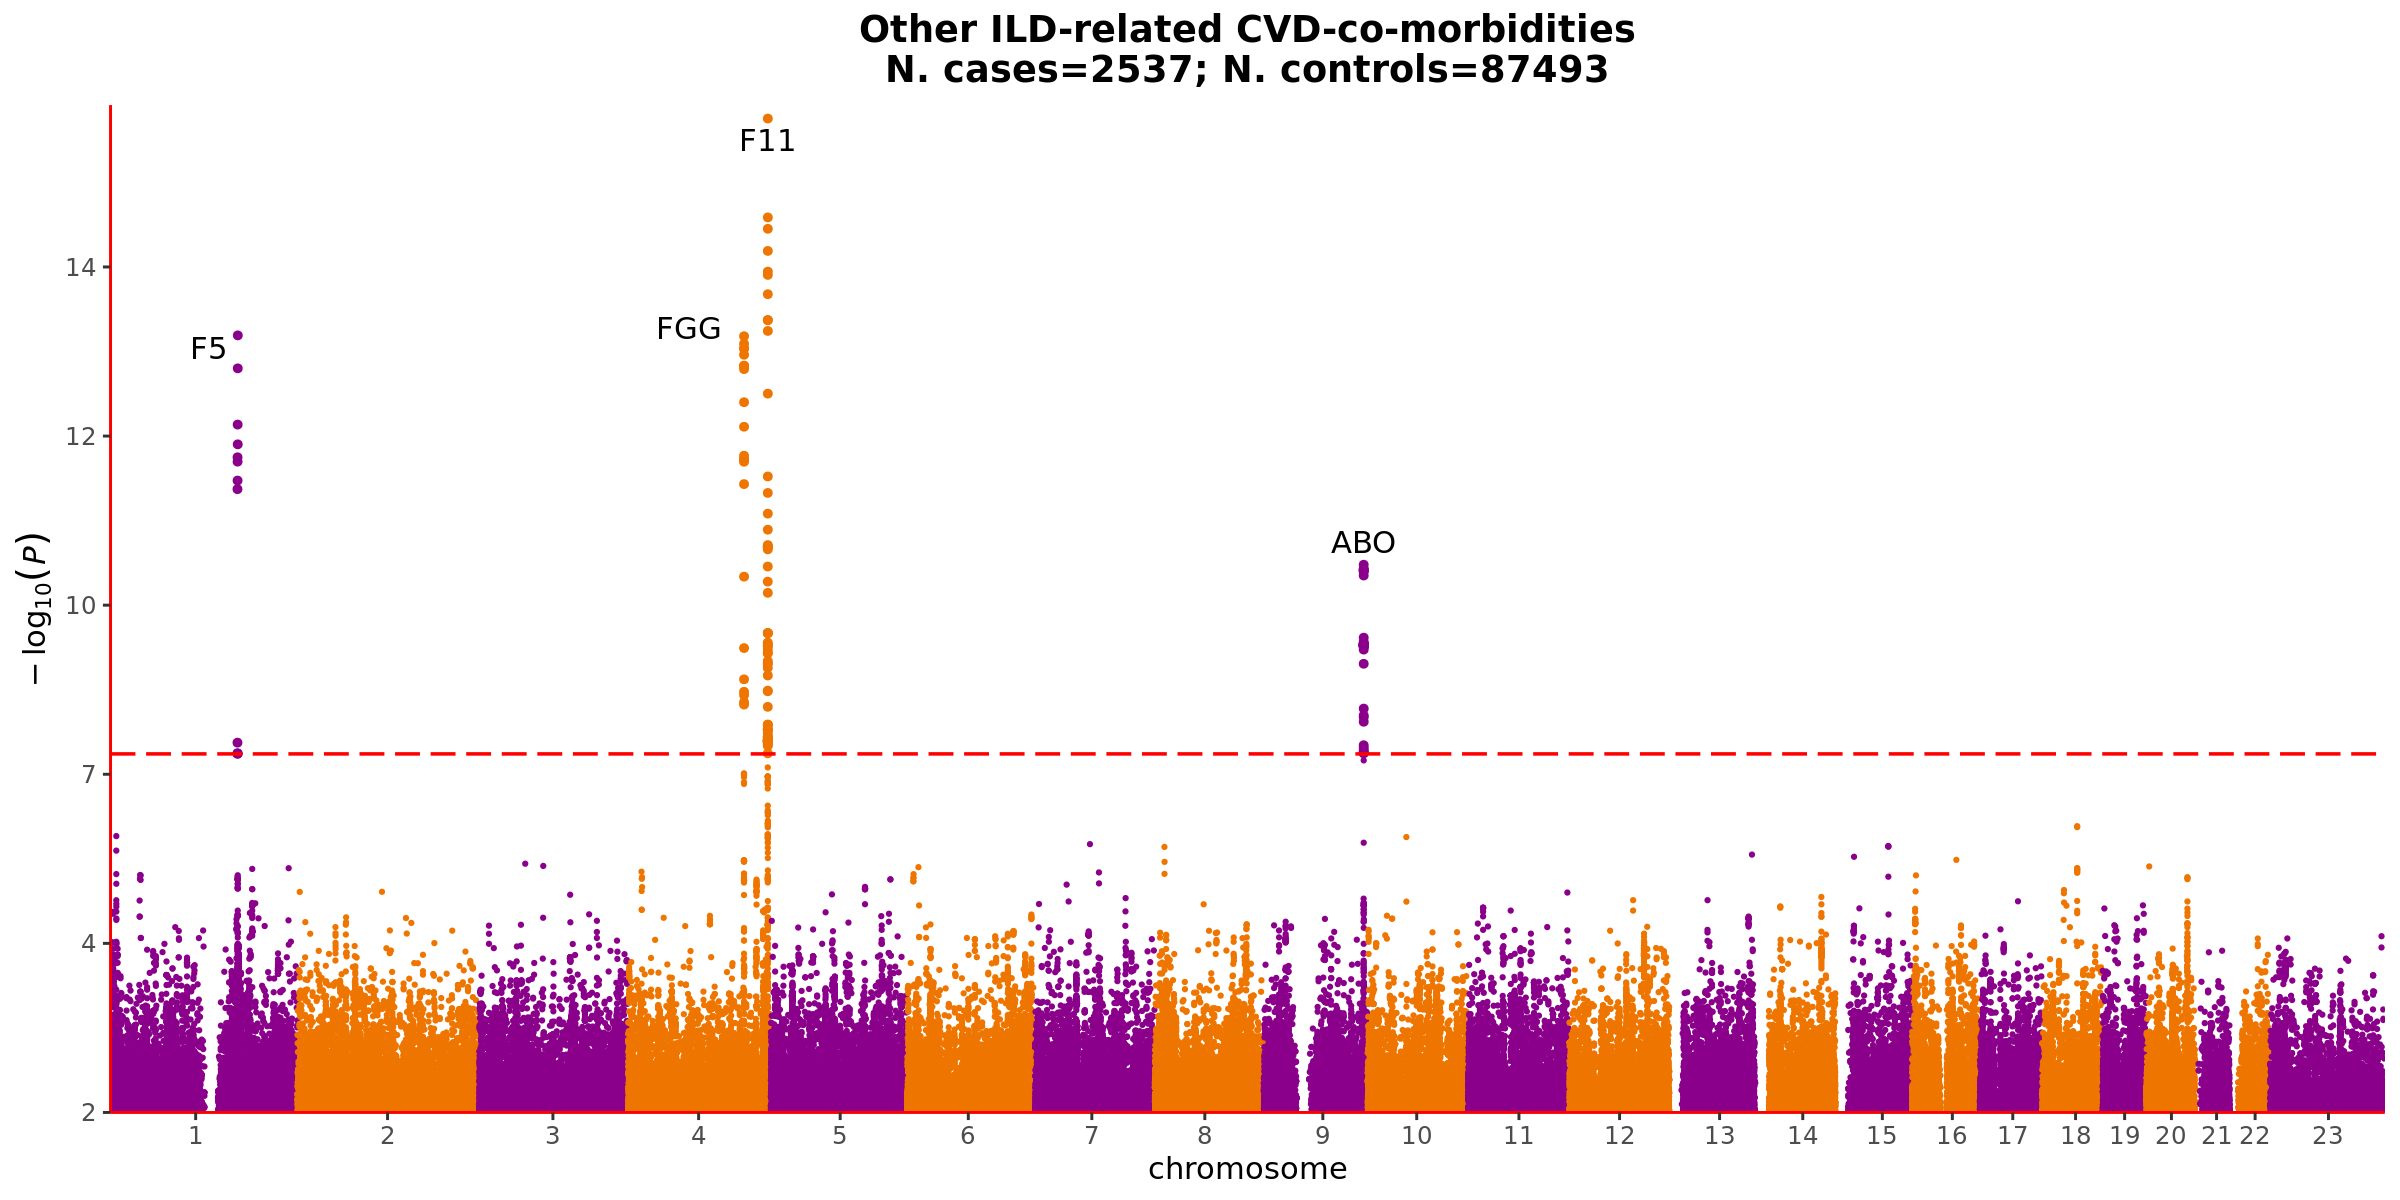 Other ILD-related CVD-co-morbidities
N. cases=2537; N. controls=87493
F11
14
FGG
F5
12
ABO
10
7
4
2
− log10(P)
1 2 3 4 5 6 7 8 9 10 11 12 13 14 15 16 17 18 19 20 21 22 23
chromosome